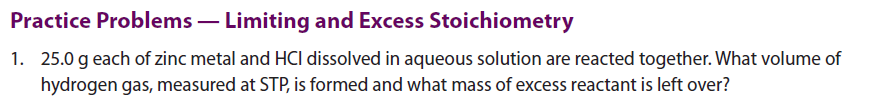 Practice Problems — Limiting and Excess Stoichiometry
1. 25.0 g each of zinc metal and HCl dissolved in aqueous solution are reacted together. What volume of
hydrogen gas, measured at STP, is formed and what mass of excess reactant is left over?